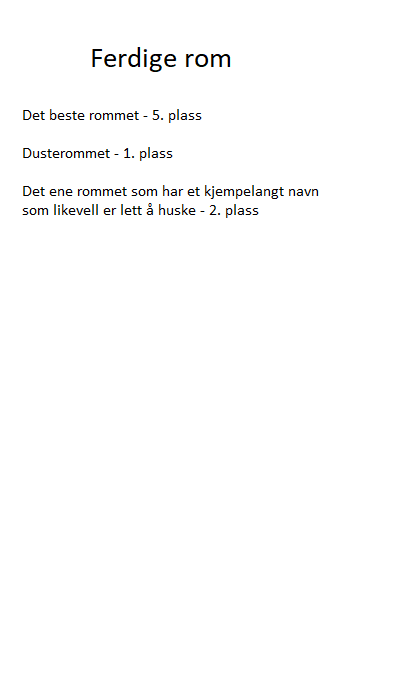 Ferdige rom
Det beste rommet - 5. plass
Dusterommet - 1. plass
Det ene rommet som har et kjempelangt navn
som likevell er lett å huske - 2. plass